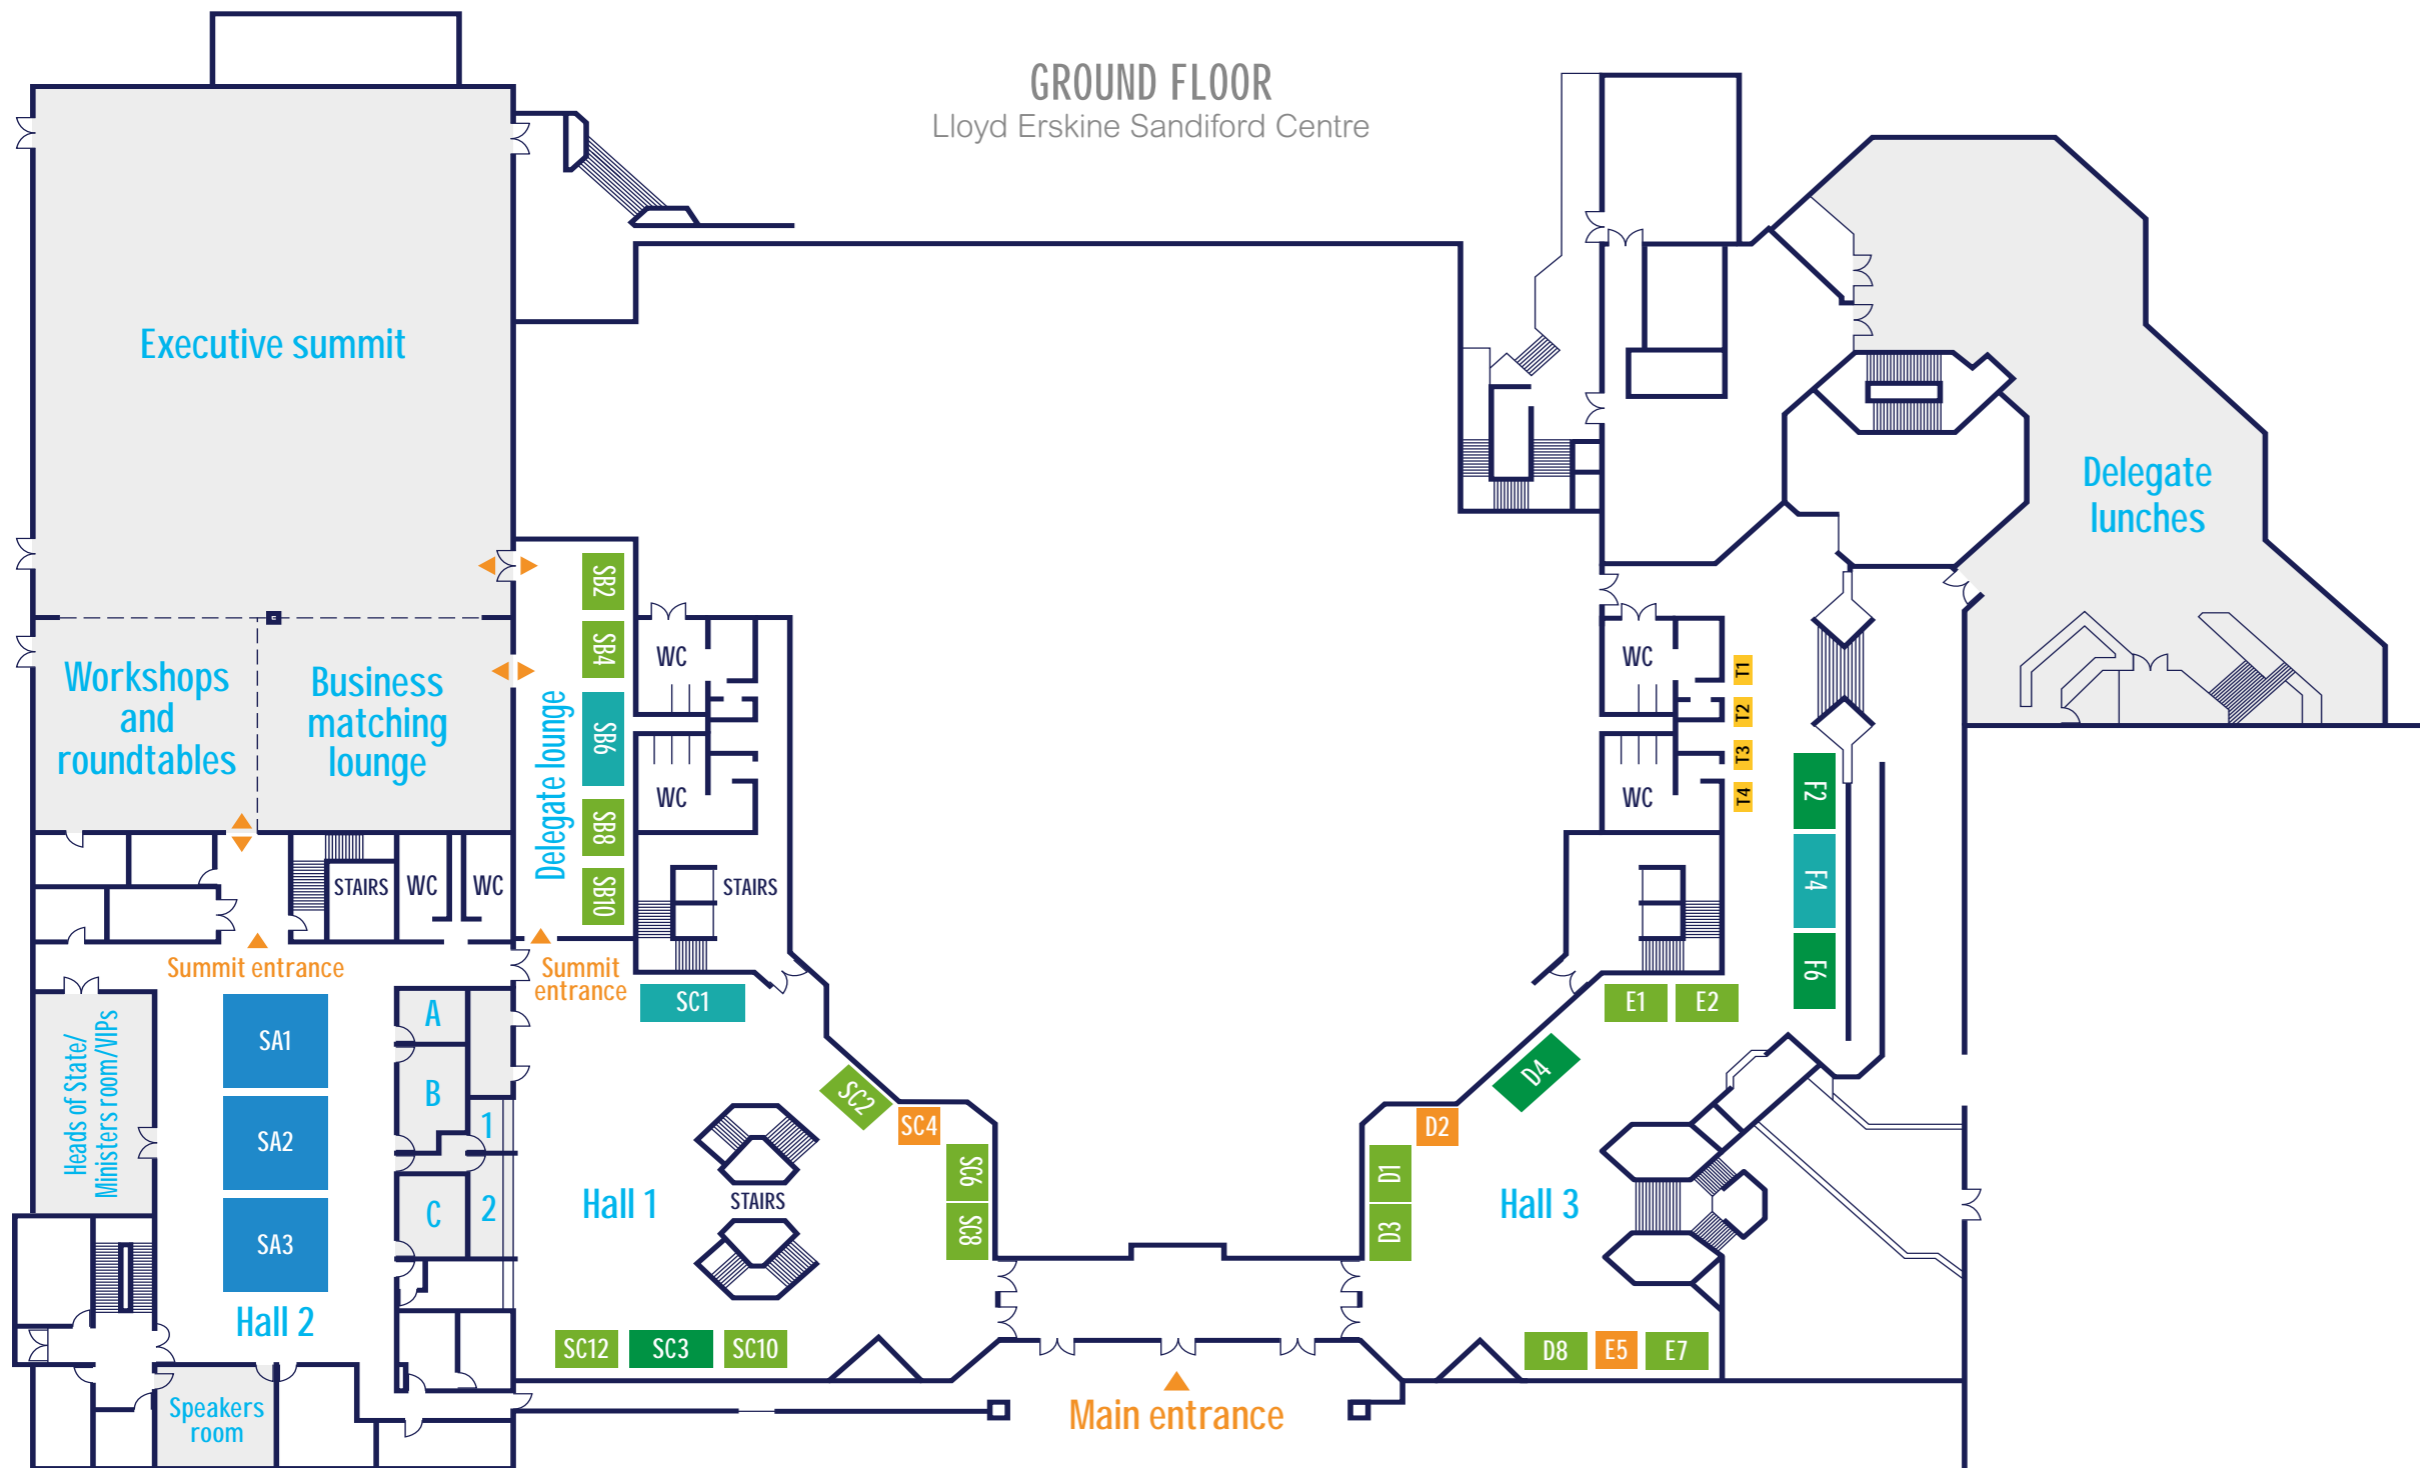 GROUND FLOOR
Lloyd Erskine Sandiford Centre
Executive summit
Delegate
lunches
Workshops
and
roundtables
Business
matching
lounge
Delegate lounge
SB2
SB4
SB6
SB8
SB10
WC
WC
STAIRS
STAIRS
WC
WC
WC
WC
T1
T2
T3
T4
F2
F4
F6
Summit entrance
Summit
entrance
Heads of State/
Ministers room/VIPs
SA1
SA2
SA3
Hall 2
A
B
C
1
2
Speakers
room
SC1
SC2
SC4
SC6
SC8
Hall 1
STAIRS
SC12
SC3
SC10
Main entrance
E1
E2
D4
D2
D1
D3
Hall 3
D8
E5
E7